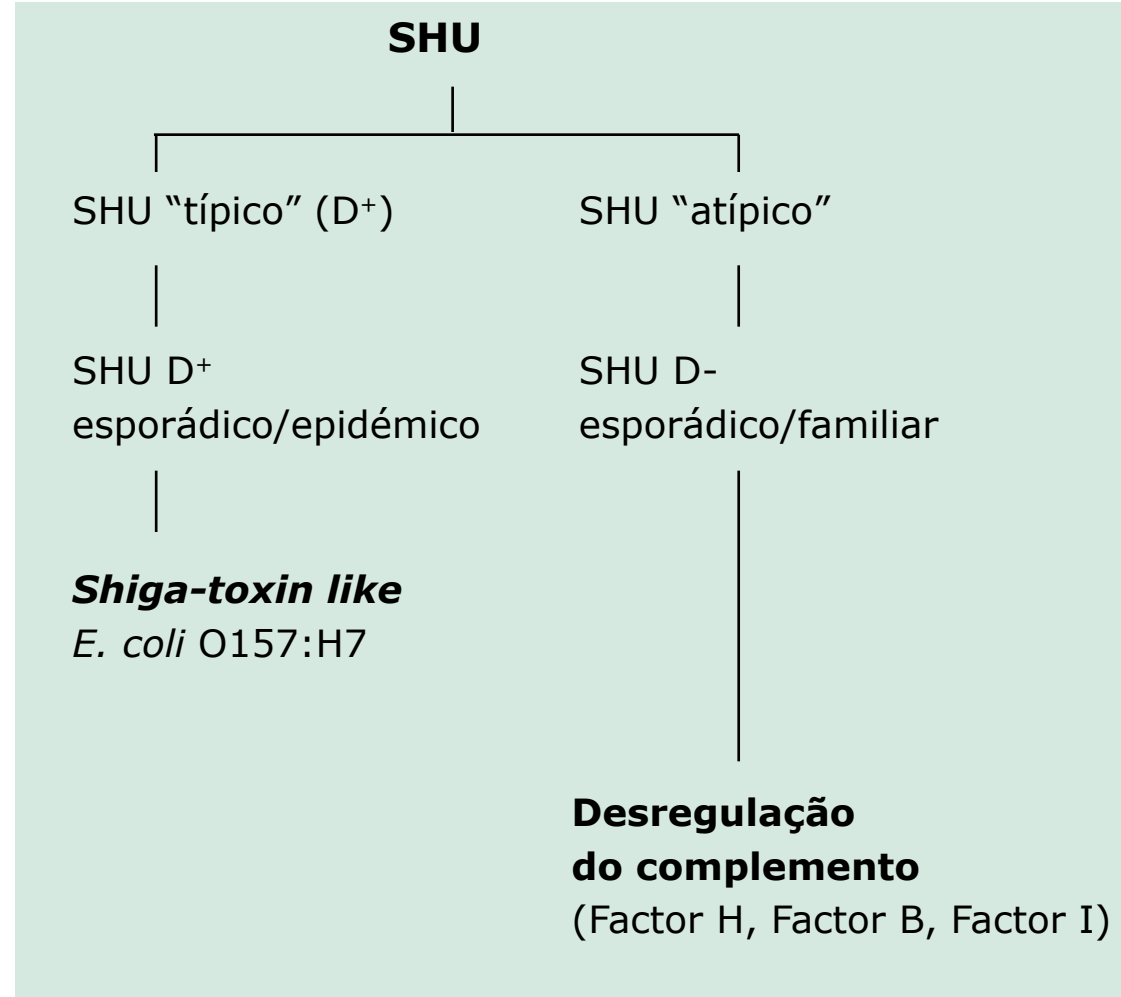 SHU
SHU “típico” (D⁺)
SHU “atípico”
SHU D⁺
esporádico/epidémico
SHU D-
esporádico/familiar
Shiga-toxin like
E. coli O157:H7
Desregulação
do complemento
(Factor H, Factor B, Factor I)